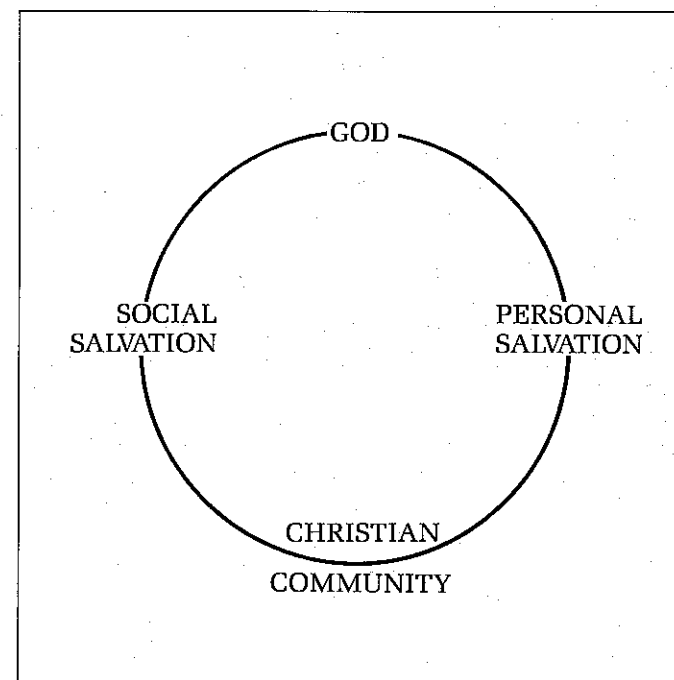 GOD
SOCIAL
SALVATION
PERSONAL
SALVATION
CHRISTIAN
COMMUNITY